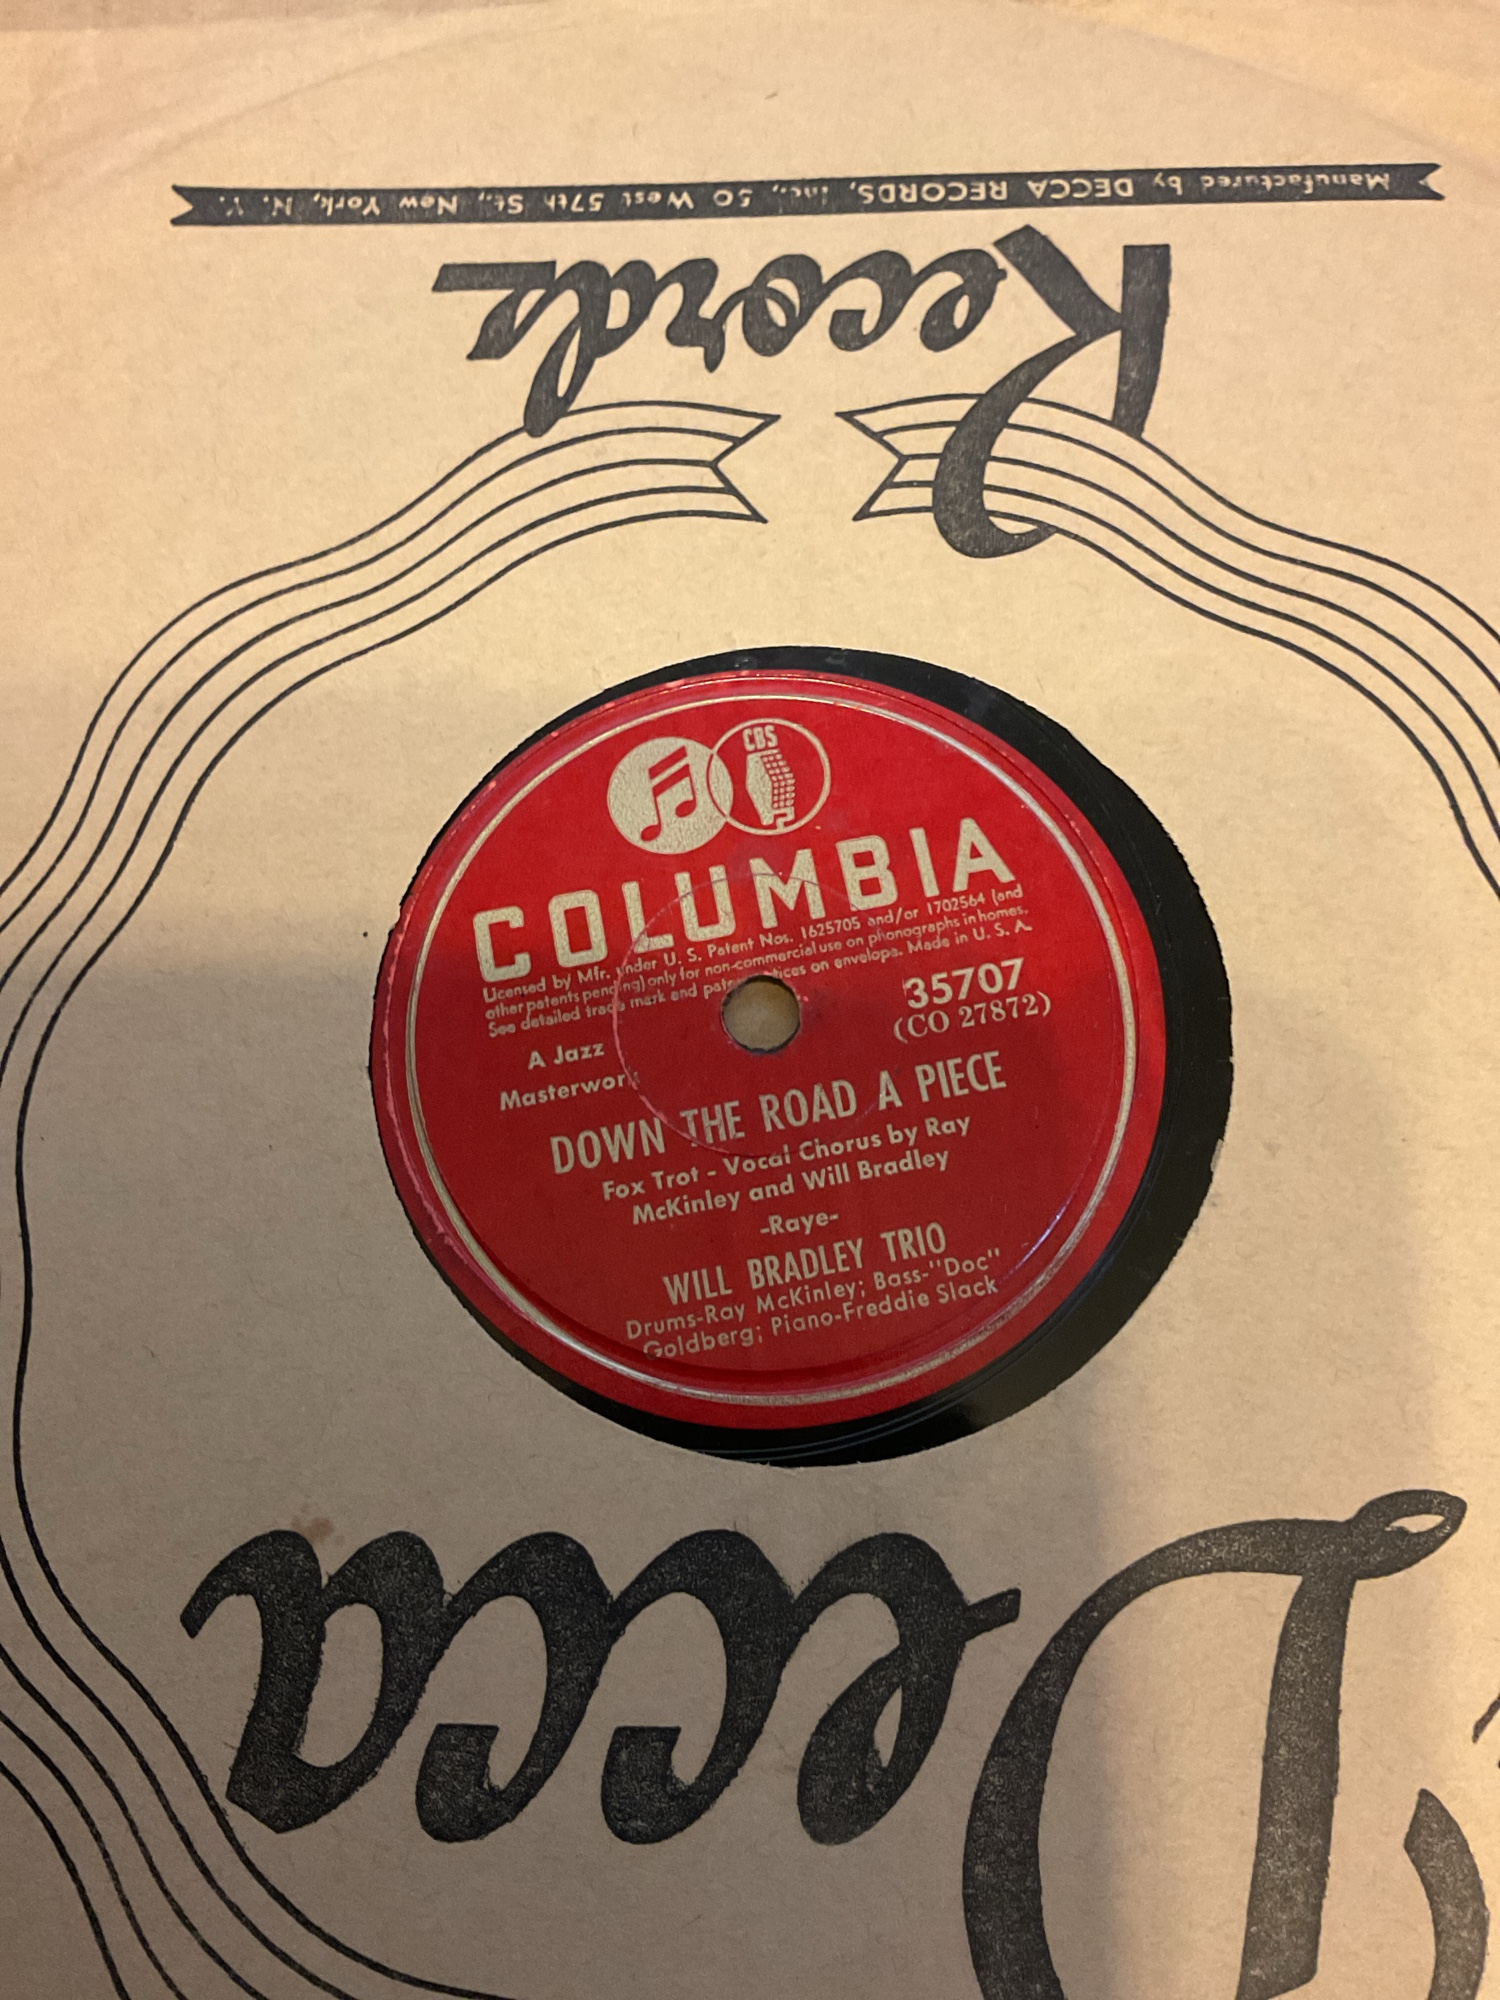 Manufactured by DECCA RECORDS, Inc., 50 West 57th St., New York, N. Y.
Records
CBS
COLUMBIA
Licensed by Mfr. under U. S. Patent Nos. 1625705 and/or 1702564 (and
other patents pending) only for non-commercial use on phonographs in homes.
See detailed trade mark and patent notices on envelope. Made in U. S. A.
35707
(CO 27872)
A Jazz
Masterwork
DOWN THE ROAD A PIECE
Fox Trot - Vocal Chorus by Ray
McKinley and Will Bradley
-Raye-
WILL BRADLEY TRIO
Drums-Ray McKinley; Bass-"Doc"
Goldberg; Piano-Freddie Slack
Decca